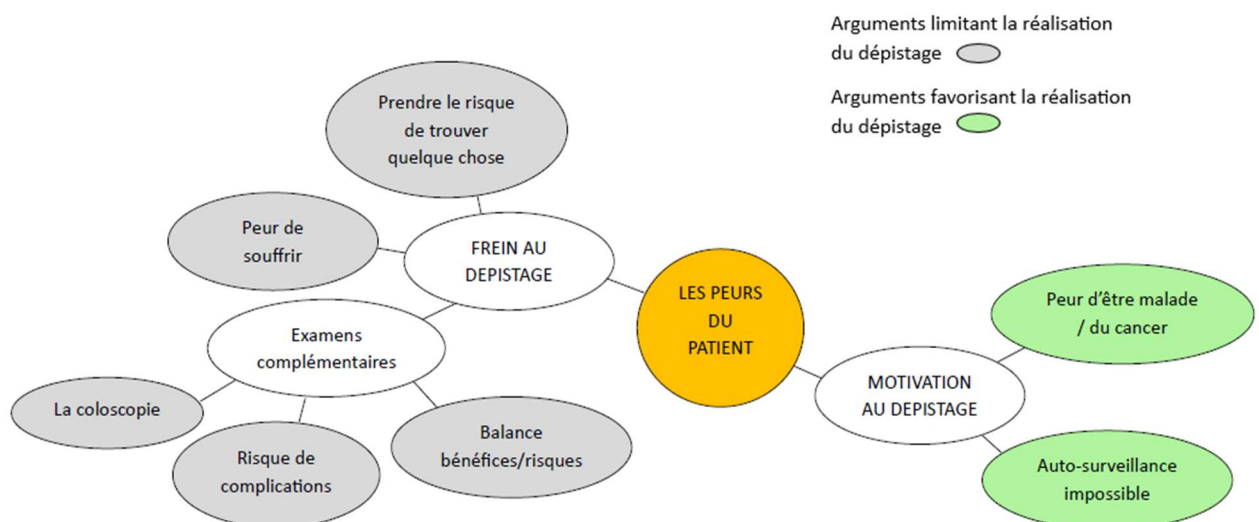 Arguments limitant la réalisation
du dépistage
Arguments favorisant la réalisation
du dépistage
Prendre le risque
de trouver
quelque chose
Peur de
souffrir
FREIN AU
DEPISTAGE
LES PEURS
DU
PATIENT
Examens
complémentaires
La coloscopie
Risque de
complications
Balance
bénéfices/risques
MOTIVATION
AU DEPISTAGE
Peur d'être malade
/ du cancer
Auto-surveillance
impossible